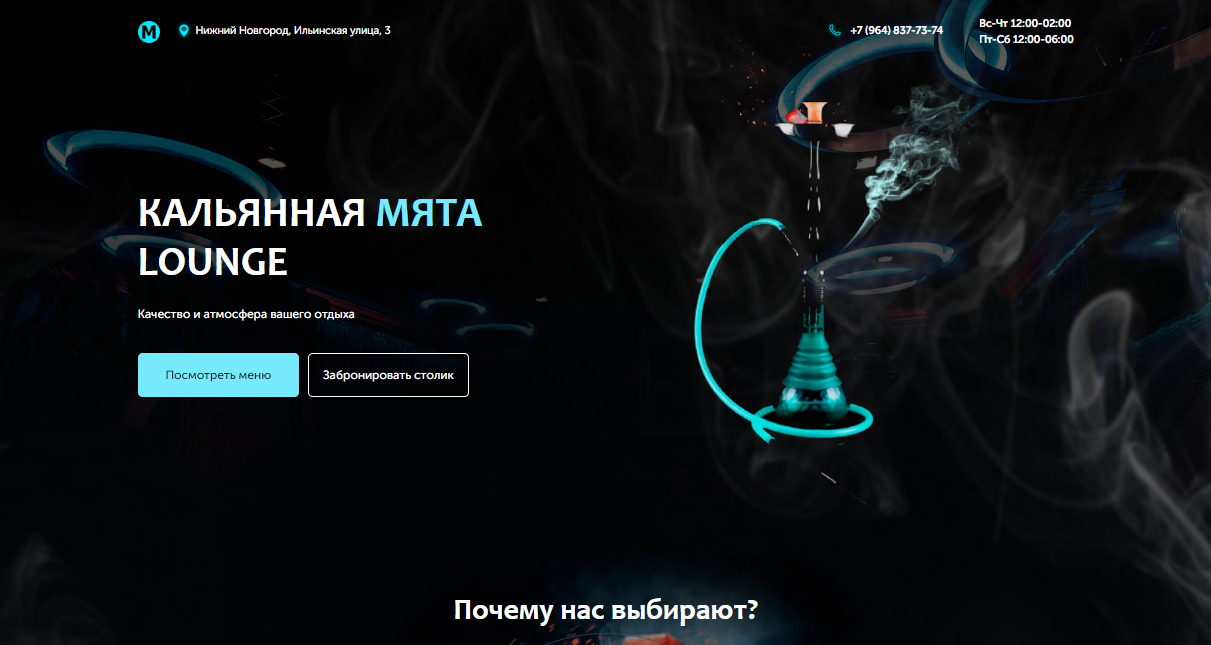 М
Нижний Новгород, Ильинская улица, 3
+7 (964) 837-73-74
Вс-Чт 12:00-02:00
Пт-Сб 12:00-06:00
КАЛЬЯННАЯ МЯТА
LOUNGE
Качество и атмосфера вашего отдыха
Посмотреть меню
Забронировать столик
Почему нас выбирают?